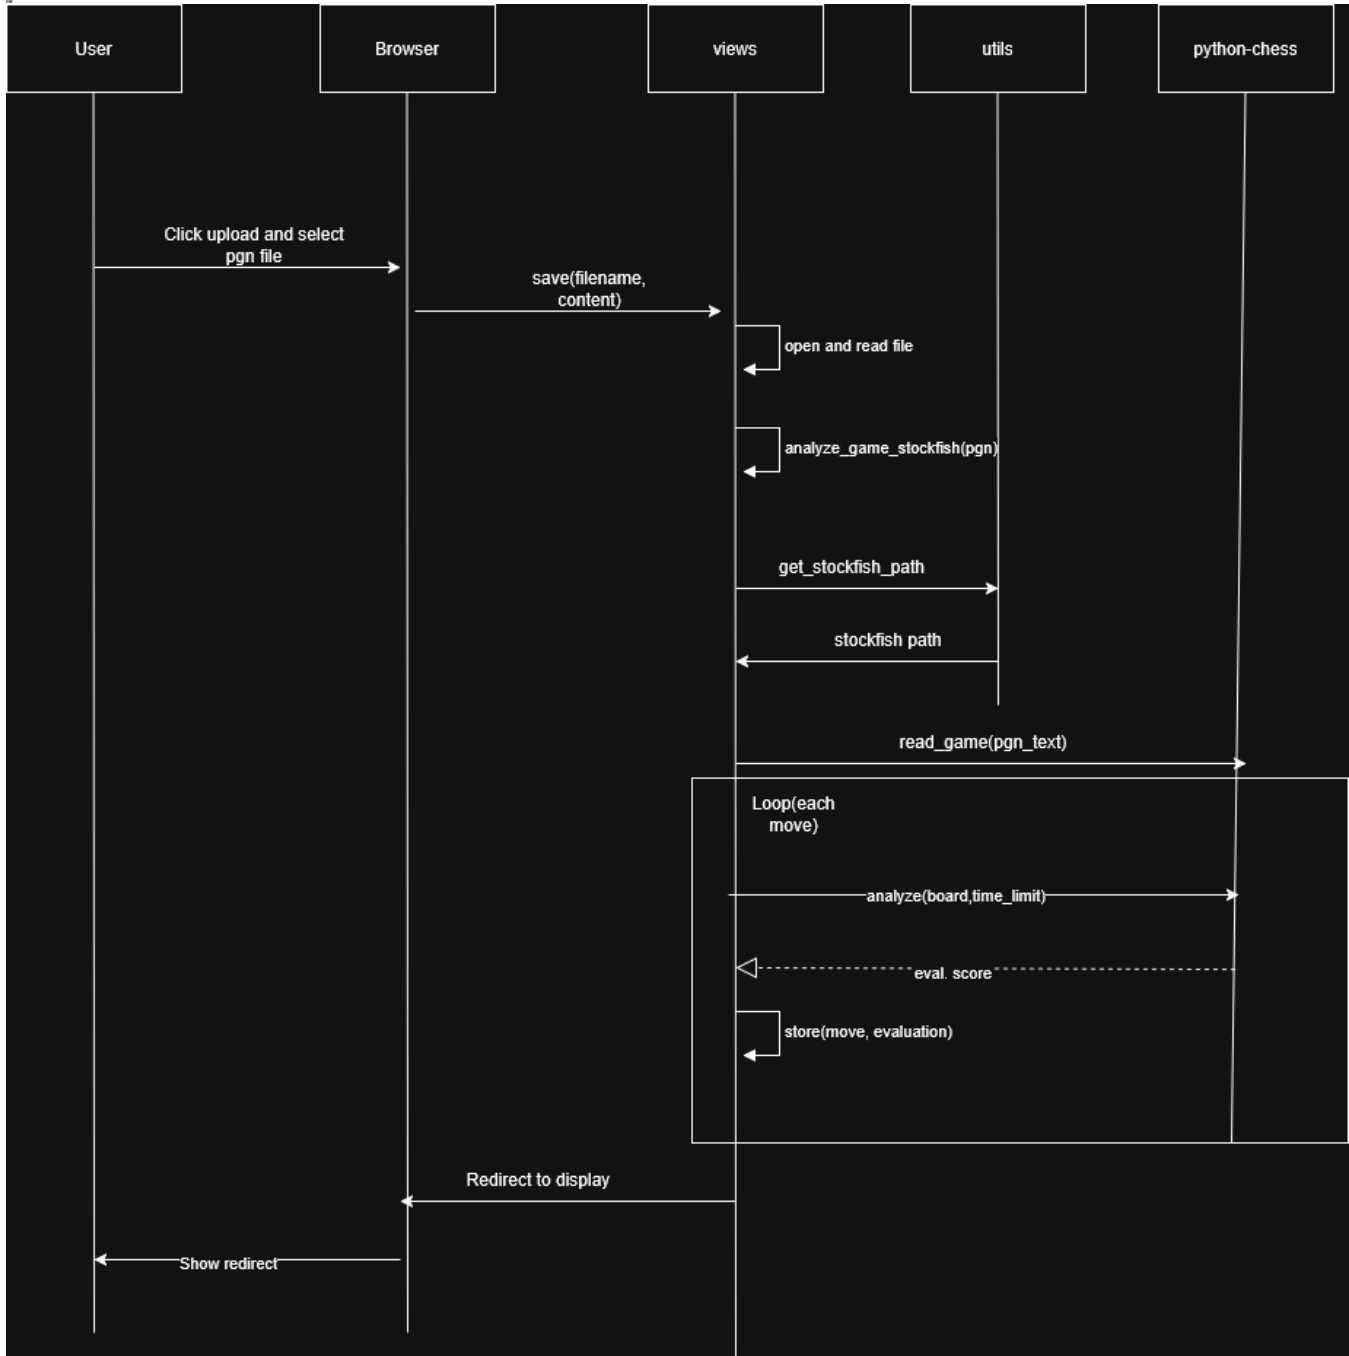 User
Browser
views
utils
python-chess
Click upload and select
pgn file
save(filename,
content)
open and read file
analyze_game_stockfish(pgn)
get_stockfish_path
stockfish path
read_game(pgn_text)
Loop(each
move)
analyze(board,time_limit)
eval. score
store(move, evaluation)
Redirect to display
Show redirect